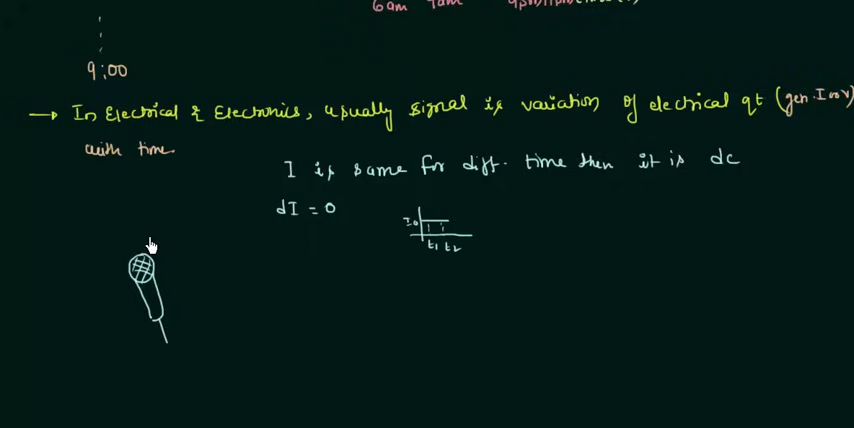 6am 7am
9:00
→ In Electrical & Electronics, usually signal is variation of electrical qt (gen. I or V)
with time
I is same for diff. time then it is dc
dI = 0
I0
t1 t2